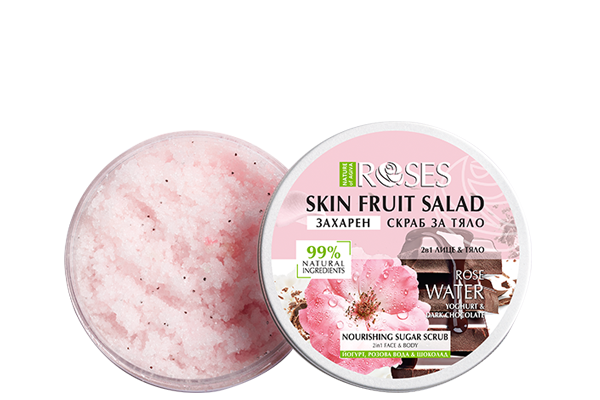 NATURE of AGIVA
ROSES
SKIN FRUIT SALAD
ЗАХАРЕН СКРАБ ЗА ТЯЛО
2в1 ЛИЦЕ & ТЯЛО
99%
NATURAL
INGREDIENTS
ROSE
WATER
YOGHURT &
DARK CHOCOLATE
NOURISHING SUGAR SCRUB
2in1 FACE & BODY
ЙОГУРТ, РОЗОВА ВОДА & ШОКОЛАД